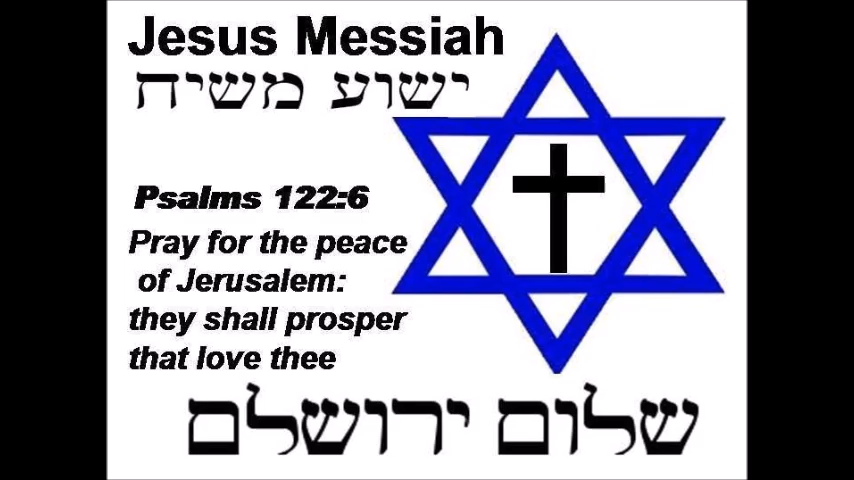 Jesus Messiah
ישוע משיח
Psalms 122:6
Pray for the peace
of Jerusalem:
they shall prosper
that love thee
שלום ירושלם